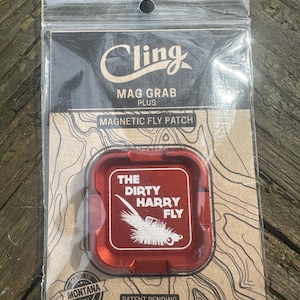 Cling
MAG GRAB
PLUS
MAGNETIC FLY PATCH
THE
DIRTY
HARRY
FLY
MONTANA
PATENT PENDING